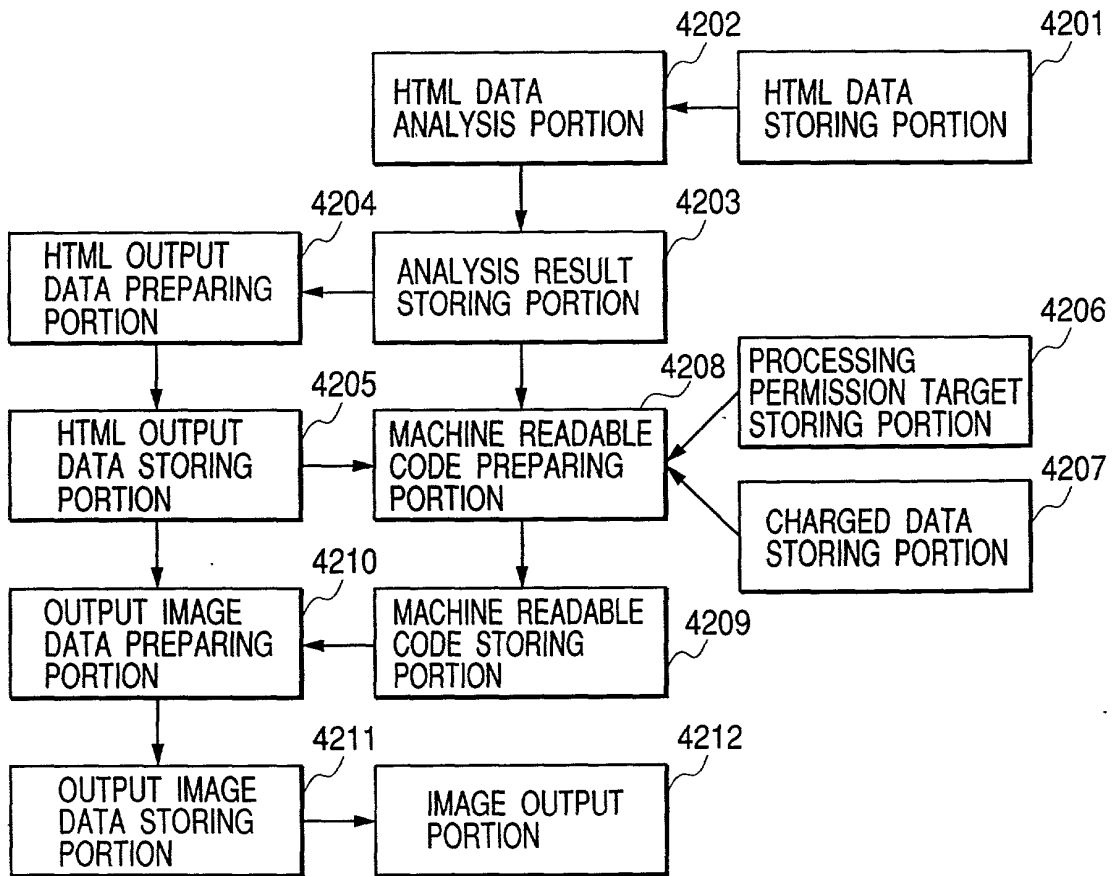 4202
4201
HTML DATA
ANALYSIS PORTION
HTML DATA
STORING PORTION
4204
4203
HTML OUTPUT
DATA PREPARING
PORTION
ANALYSIS RESULT
STORING PORTION
4206
PROCESSING
PERMISSION TARGET
STORING PORTION
4205
4208
HTML OUTPUT
DATA STORING
PORTION
MACHINE READABLE
CODE PREPARING
PORTION
4207
CHARGED DATA
STORING PORTION
4210
OUTPUT IMAGE
DATA PREPARING
PORTION
MACHINE READABLE
CODE STORING
PORTION
4209
4211
4212
OUTPUT IMAGE
DATA STORING
PORTION
IMAGE OUTPUT
PORTION